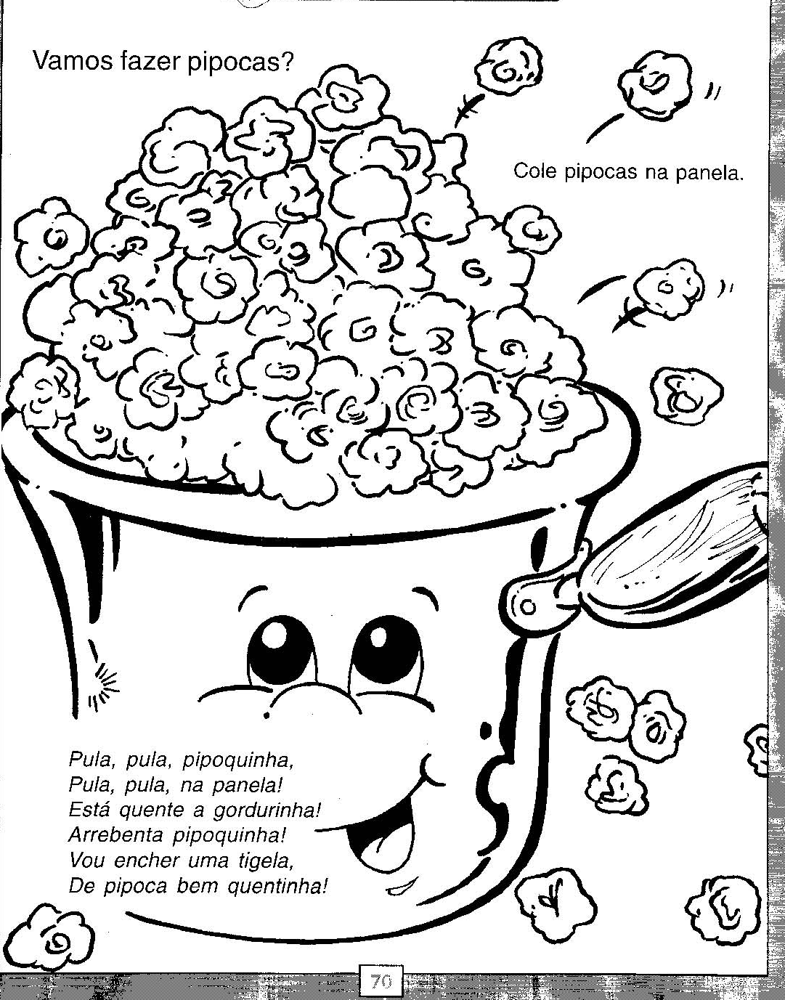 Vamos fazer pipocas?
Cole pipocas na panela.
Pula, pula, pipoquinha,
Pula, pula, na panela!
Está quente a gordurinha!
Arrebenta pipoquinha!
Vou encher uma tigela,
De pipoca bem quentinha!
70